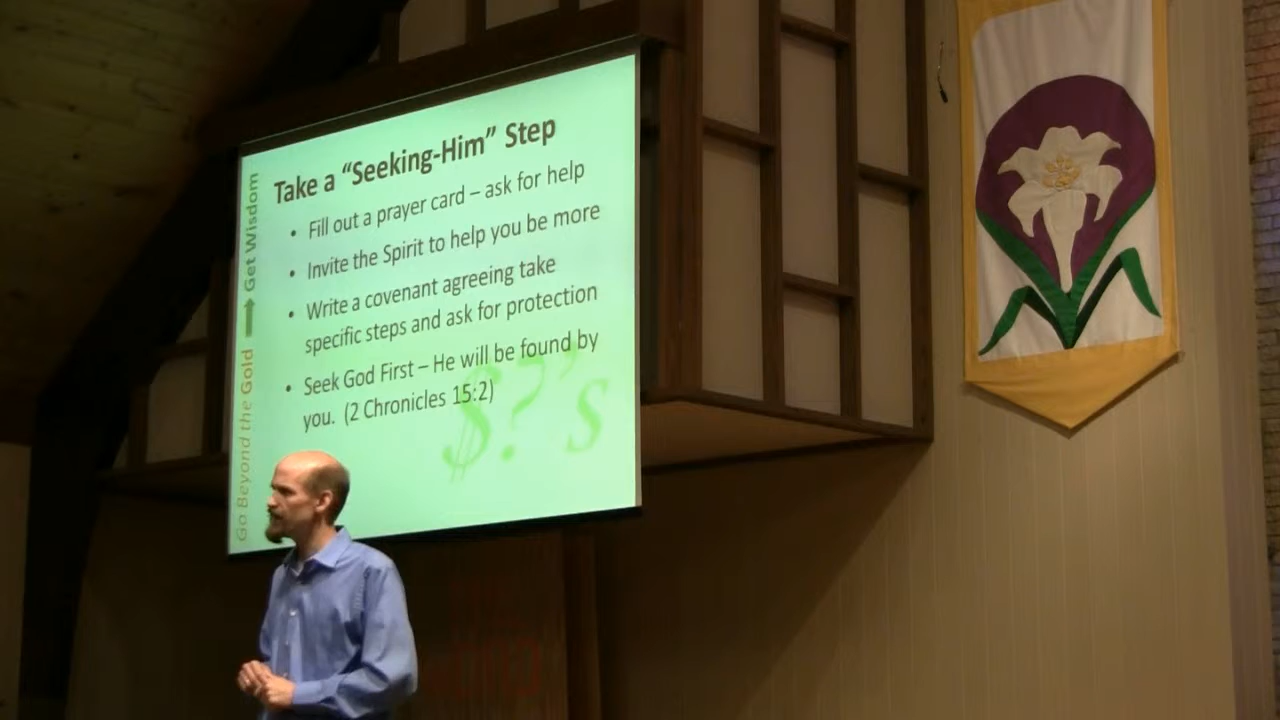 Take a “Seeking-Him” Step
• Fill out a prayer card – ask for help
• Invite the Spirit to help you be more
• Write a covenant agreeing take
specific steps and ask for protection
• Seek God First – He will be found by
you. (2 Chronicles 15:2)
$?’s
Go Beyond the Gold → Get Wisdom